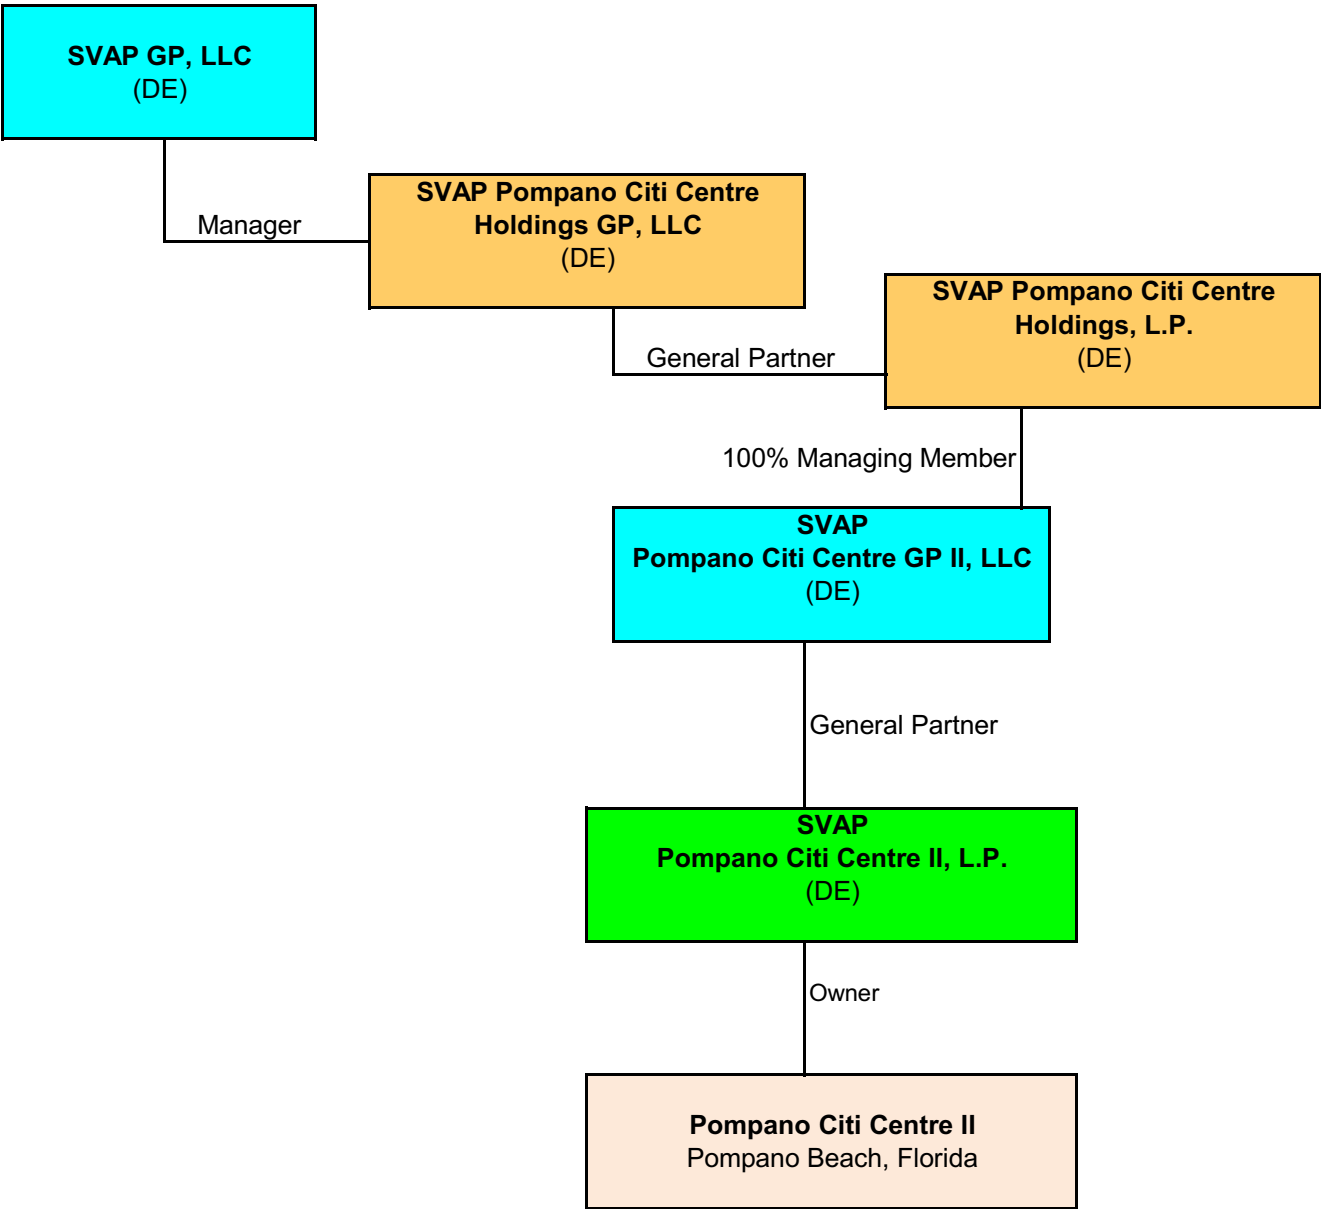 SVAP GP, LLC
(DE)
Manager
SVAP Pompano Citi Centre
Holdings GP, LLC
(DE)
General Partner
SVAP Pompano Citi Centre
Holdings, L.P.
(DE)
100% Managing Member
SVAP
Pompano Citi Centre GP II, LLC
(DE)
General Partner
SVAP
Pompano Citi Centre II, L.P.
(DE)
Owner
Pompano Citi Centre II
Pompano Beach, Florida